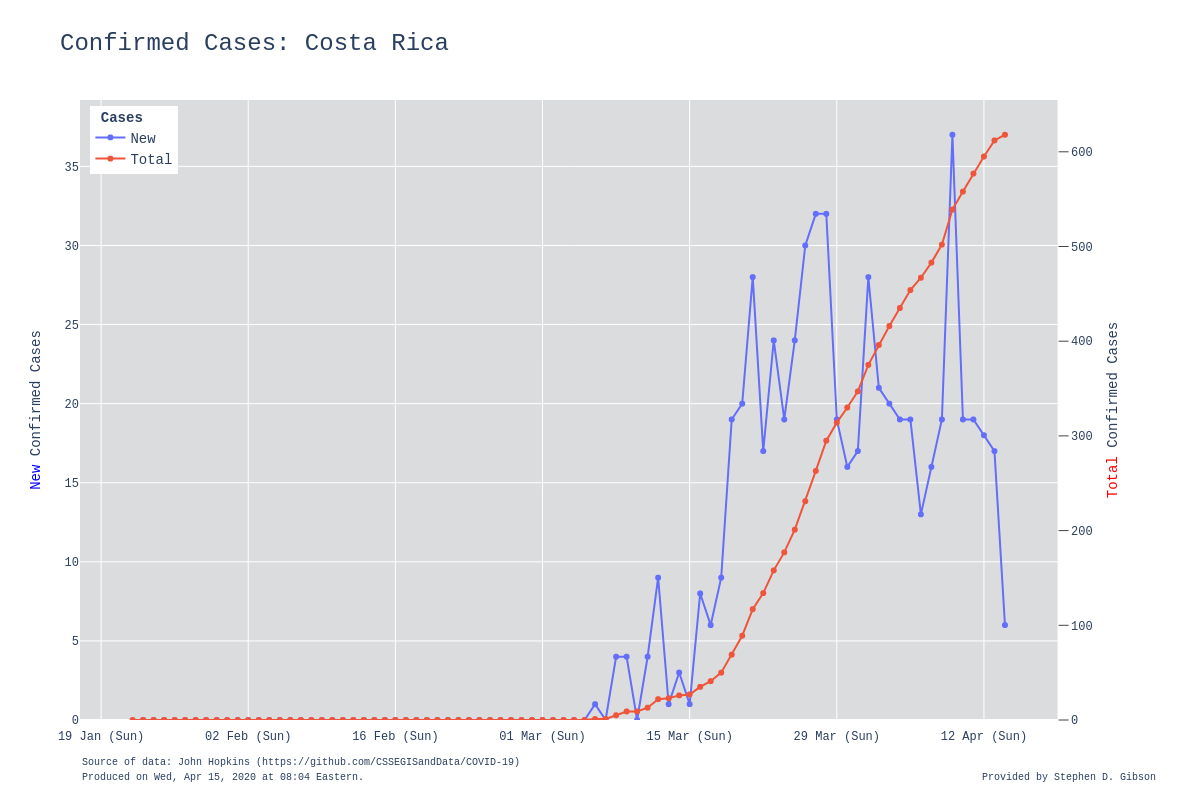 Confirmed Cases: Costa Rica
Cases
New
Total
35
30
25
20
15
10
5
0
600
500
400
300
200
100
0
New Confirmed Cases
Total Confirmed Cases
19 Jan (Sun)
02 Feb (Sun)
16 Feb (Sun)
01 Mar (Sun)
15 Mar (Sun)
29 Mar (Sun)
12 Apr (Sun)
Source of data: John Hopkins (https://github.com/CSSEGISandData/COVID-19)
Produced on Wed, Apr 15, 2020 at 08:04 Eastern.
Provided by Stephen D. Gibson